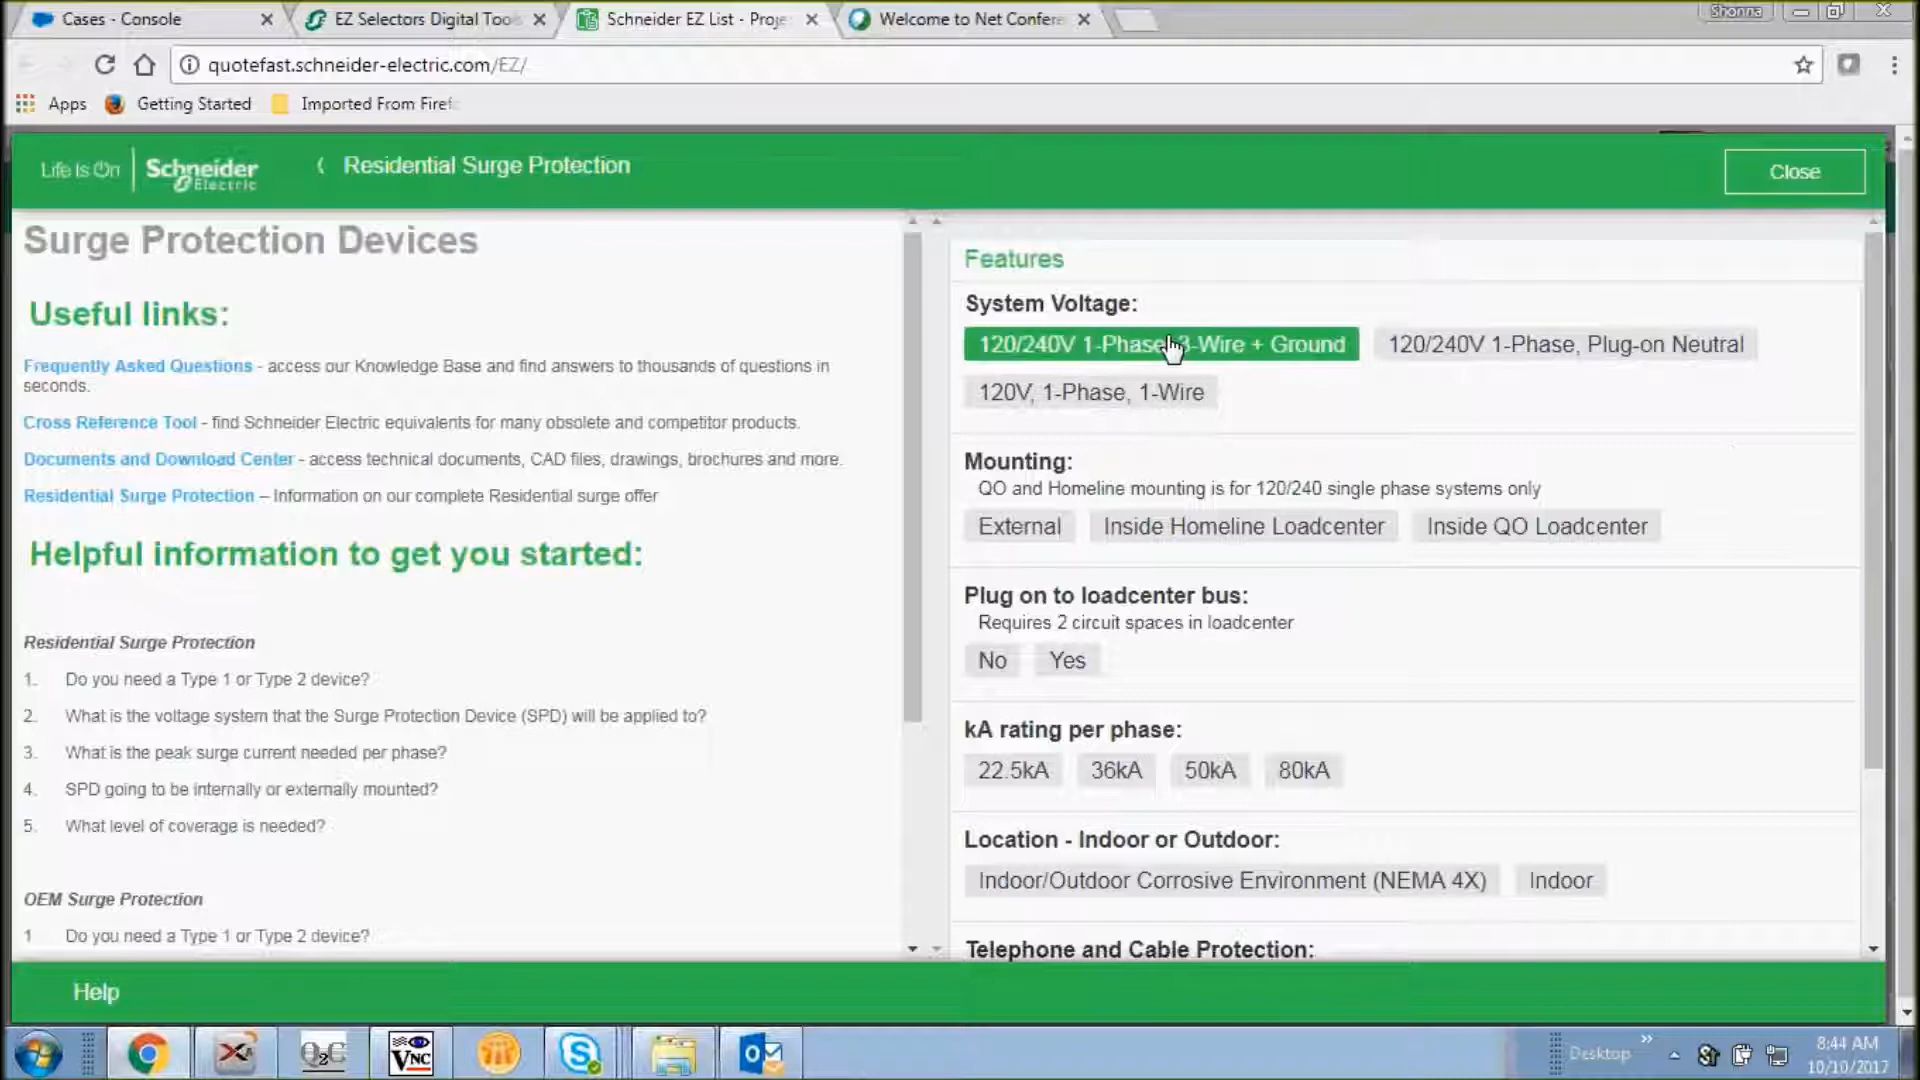 Cases - Console
EZ Selectors Digital Tools
Schneider EZ List - Proje
Welcome to Net Confere
Shonna
quotefast.schneider-electric.com/EZ/
Apps
Getting Started
Imported From Firef
Life Is On
Schneider
Electric
Residential Surge Protection
Close
Surge Protection Devices
Useful links:
Frequently Asked Questions - access our Knowledge Base and find answers to thousands of questions in
seconds.
Cross Reference Tool - find Schneider Electric equivalents for many obsolete and competitor products.
Documents and Download Center - access technical documents, CAD files, drawings, brochures and more.
Residential Surge Protection – Information on our complete Residential surge offer
Helpful information to get you started:
Residential Surge Protection
1. Do you need a Type 1 or Type 2 device?
2. What is the voltage system that the Surge Protection Device (SPD) will be applied to?
3. What is the peak surge current needed per phase?
4. SPD going to be internally or externally mounted?
5. What level of coverage is needed?
OEM Surge Protection
1 Do you need a Type 1 or Type 2 device?
Features
System Voltage:
120/240V 1-Phase, 3-Wire + Ground
120/240V 1-Phase, Plug-on Neutral
120V, 1-Phase, 1-Wire
Mounting:
QO and Homeline mounting is for 120/240 single phase systems only
External
Inside Homeline Loadcenter
Inside QO Loadcenter
Plug on to loadcenter bus:
Requires 2 circuit spaces in loadcenter
No
Yes
kA rating per phase:
22.5kA
36kA
50kA
80kA
Location - Indoor or Outdoor:
Indoor/Outdoor Corrosive Environment (NEMA 4X)
Indoor
Telephone and Cable Protection:
Help
Q2C
VNC
Desktop
8:44 AM
10/10/2017